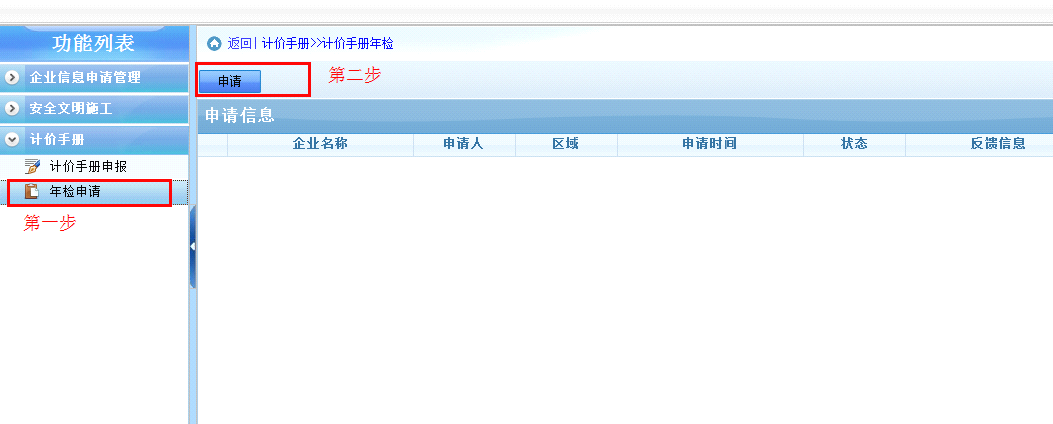 功能列表
企业信息申请管理
安全文明施工
计价手册
计价手册申报
年检申请
第一步
返回| 计价手册>>计价手册年检
申请
第二步
申请信息
企业名称 申请人 区域 申请时间 状态 反馈信息